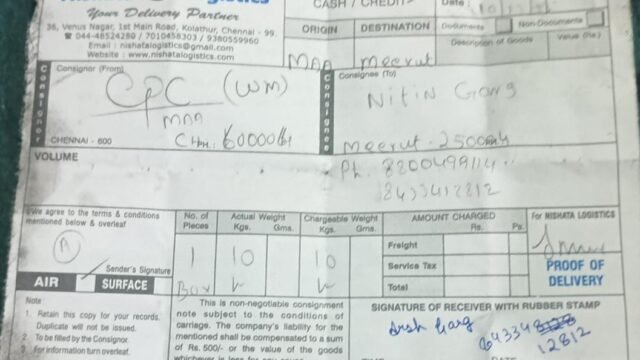 Your Delivery Partner
35, Venus Nagar, 1st Main Road, Kolathur, Chennai - 99.
☎ 044-48524280 / 7010458303 / 9380559960
Email : nishatalogistics@gmail.com
Website : www.nishatalogistics.com
CASH / CREDIT
Date :
ORIGIN
DESTINATION
Documents
Non-Documents
Description of Goods
Value (Rs.)
MAA
Meerut
Consignor
Consignor (From)
CPC (WM)
MAA
CHENNAI - 600
Consignee
Consignee (To)
Nitin Garg
Meerut
Ph.
8433412812
VOLUME
I/We agree to the terms & conditions
mentioned below & overleaf
Sender's Signature
AIR
SURFACE
No. of
Pieces
Actual Weight
Kgs. Gms.
Chargeable Weight
Kgs. Gms.
1
10
10
Box
AMOUNT CHARGED
Rs. Ps.
Freight
Service Tax
Total
For NISHATA LOGISTICS
PROOF OF
DELIVERY
Note :
1. Retain this copy for your records.
Duplicate will not be issued.
2. To be filled by the Consignor.
3. For information turn overleaf.
This is non-negotiable consignment
note subject to the conditions of
carriage. The company's liability for the
mentioned shall be compensated to a sum
of Rs. 500/- or the value of the goods
SIGNATURE OF RECEIVER WITH RUBBER STAMP
Garg
12812
DATE
TIME